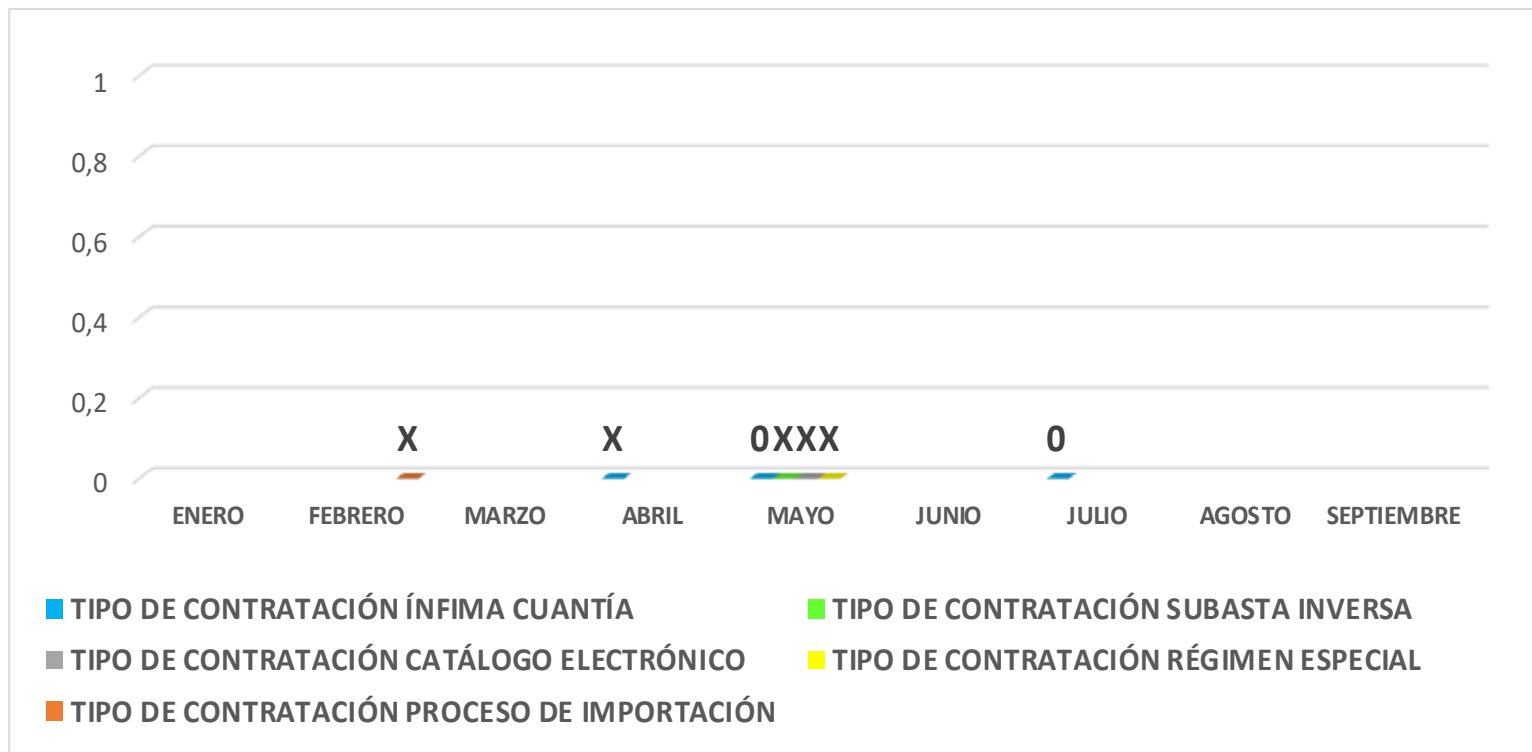 1
0,8
0,6
0,4
0,2
X X 0XXX 0
0
ENERO FEBRERO MARZO ABRIL MAYO JUNIO JULIO AGOSTO SEPTIEMBRE
TIPO DE CONTRATACIÓN ÍNFIMA CUANTÍA TIPO DE CONTRATACIÓN SUBASTA INVERSA
TIPO DE CONTRATACIÓN CATÁLOGO ELECTRÓNICO TIPO DE CONTRATACIÓN RÉGIMEN ESPECIAL
TIPO DE CONTRATACIÓN PROCESO DE IMPORTACIÓN